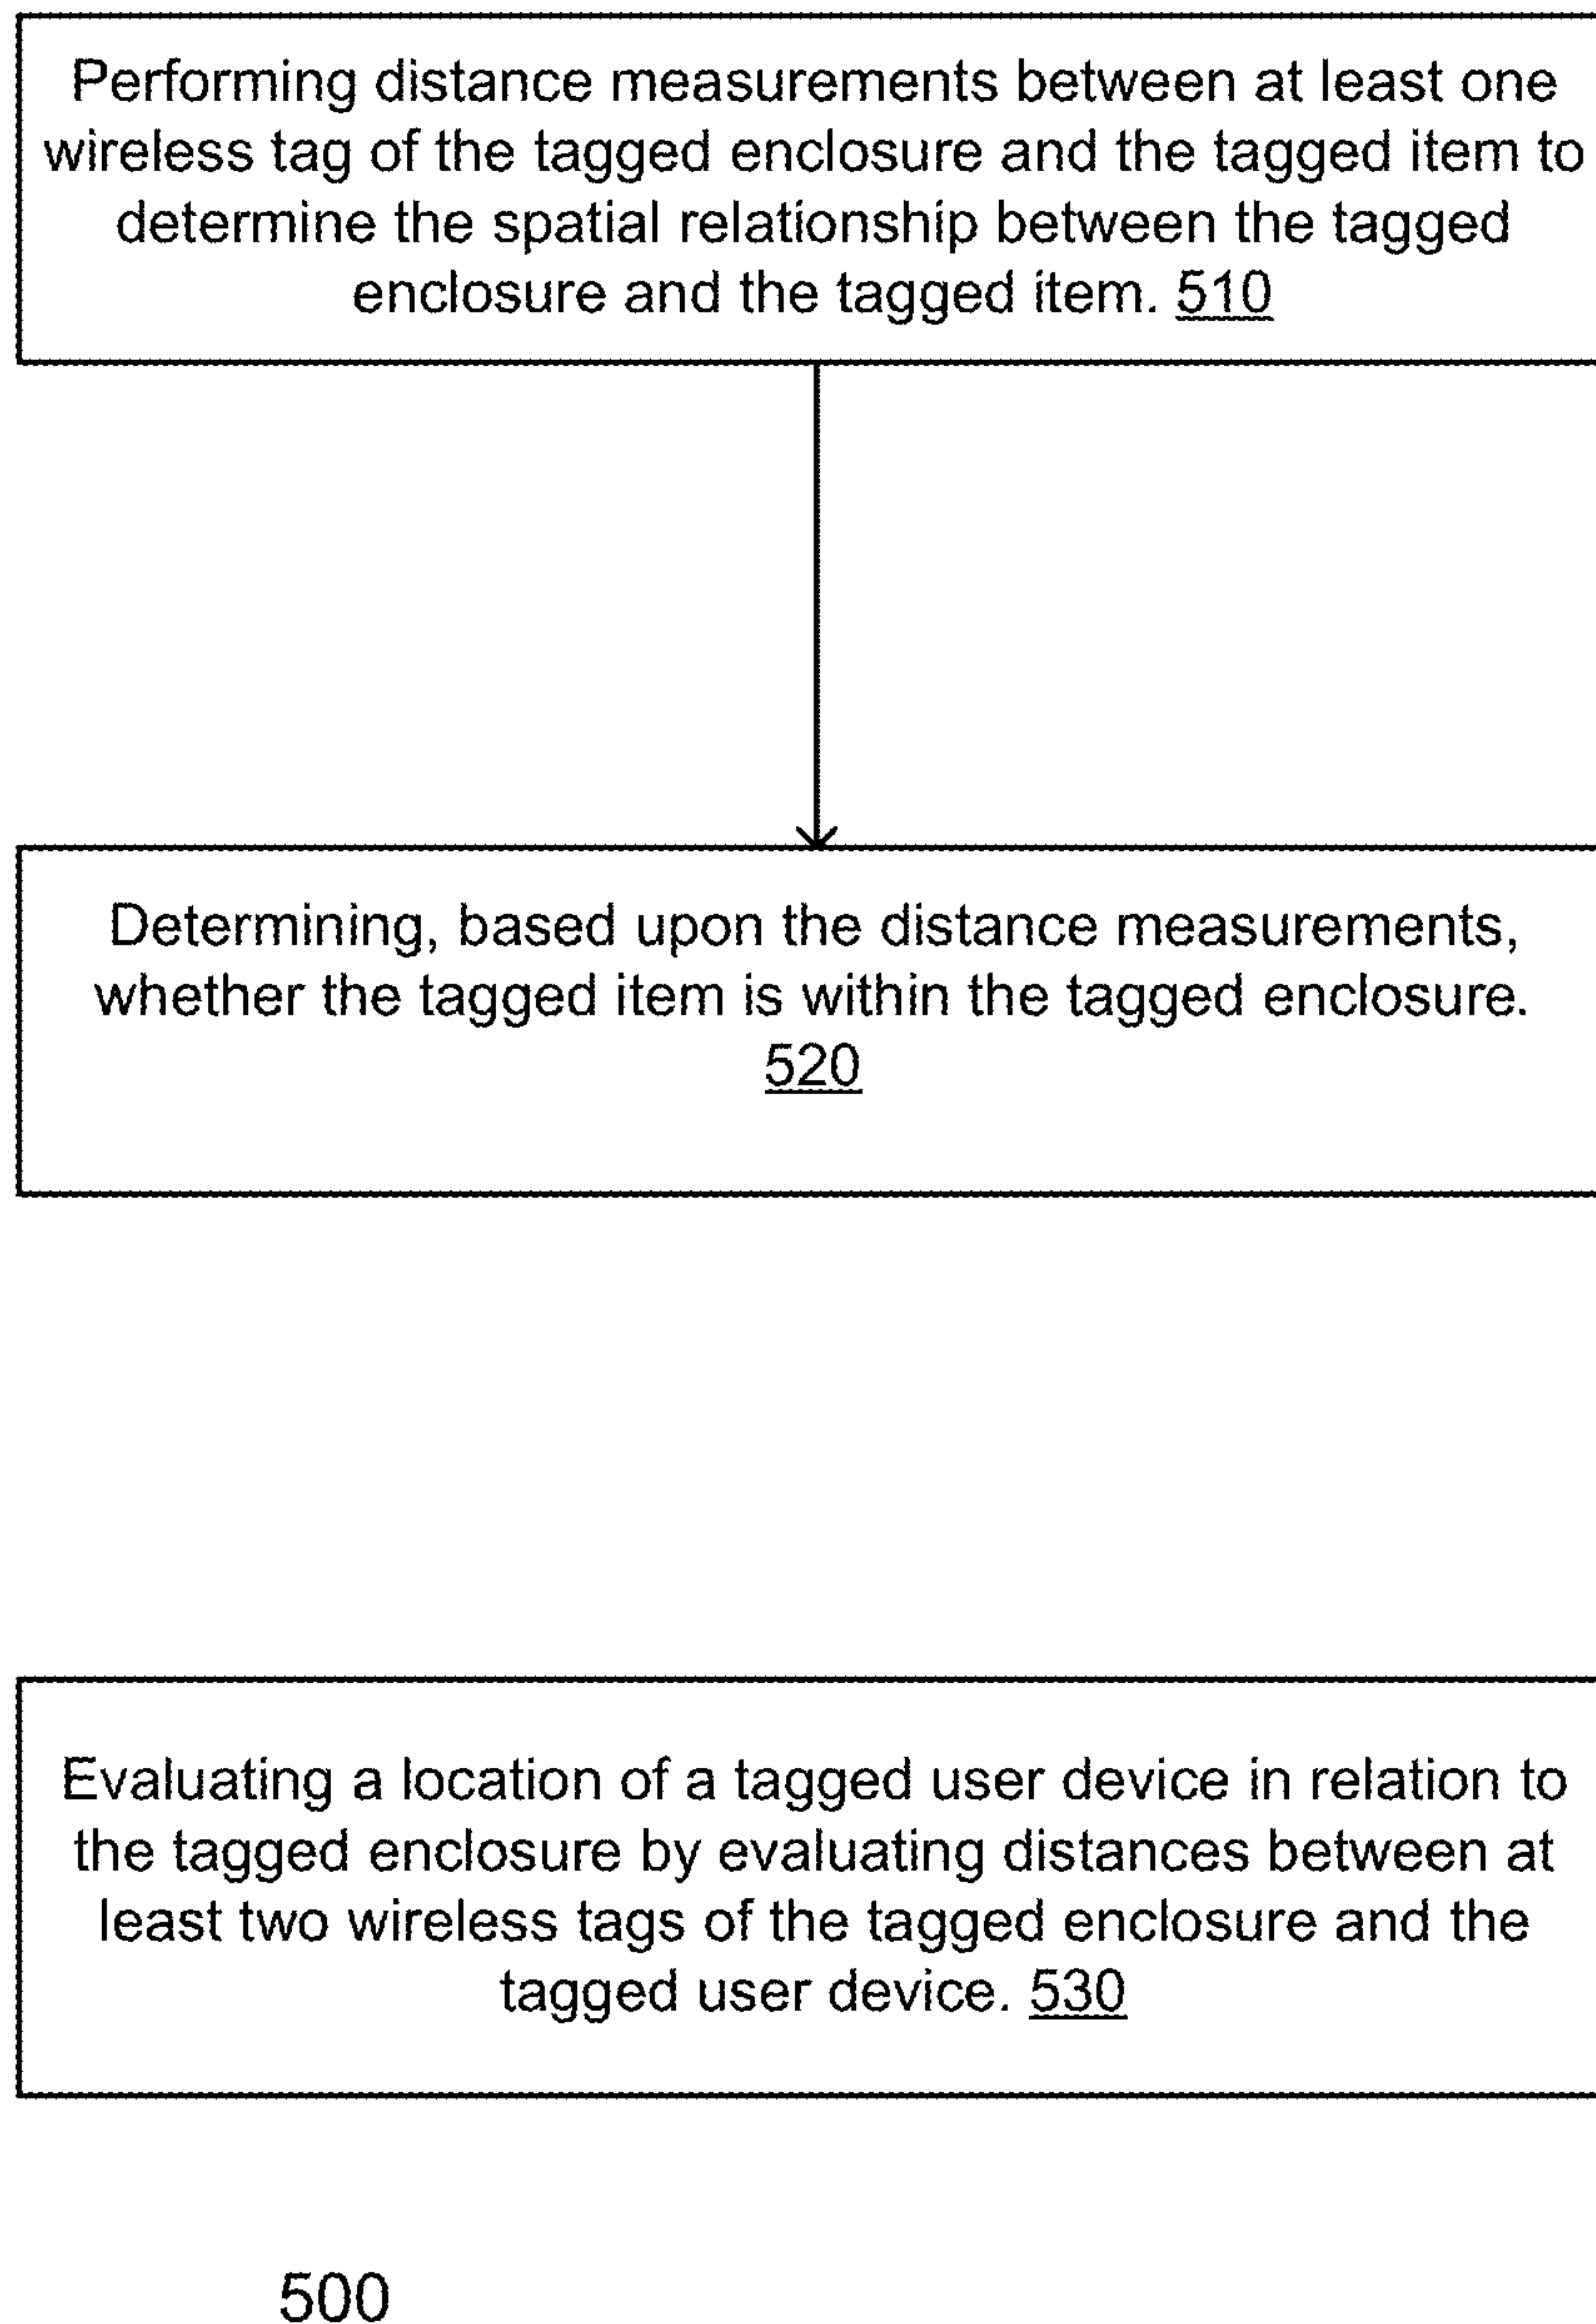 Performing distance measurements between at least one
wireless tag of the tagged enclosure and the tagged item to
determine the spatial relationship between the tagged
enclosure and the tagged item. 510
Determining, based upon the distance measurements,
whether the tagged item is within the tagged enclosure.
520
Evaluating a location of a tagged user device in relation to
the tagged enclosure by evaluating distances between at
least two wireless tags of the tagged enclosure and the
tagged user device. 530
500